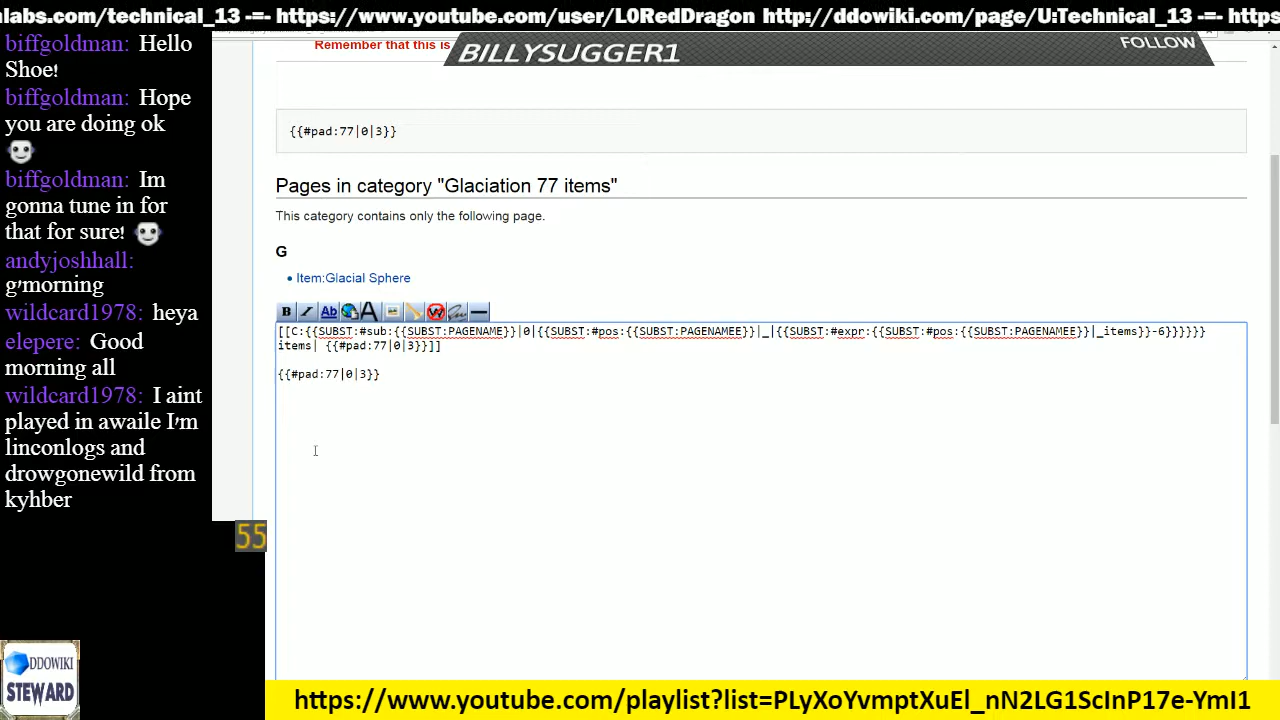 nlabs.com/technical_13 -=- https://www.youtube.com/user/L0RedDragon http://ddowiki.com/page/U:Technical_13 -=- https
biffgoldman: Hello
Shoe!
biffgoldman: Hope
you are doing ok
biffgoldman: Im
gonna tune in for
that for sure!
andyjoshhall:
g'morning
wildcard1978: heya
elepere: Good
morning all
wildcard1978: I aint
played in awaile I'm
linconlogs and
drowgonewild from
kyhber
DDOWIKI
STEWARD
55
Remember that this is
BILLYSUGGER1
FOLLOW
{{#pad:77|0|3}}
Pages in category "Glaciation 77 items"
This category contains only the following page.
G
• Item:Glacial Sphere
B I Ab A W
[[C:{{SUBST:#sub:{{SUBST:PAGENAME}}|0|{{SUBST:#pos:{{SUBST:PAGENAMEE}}|_|{{SUBST:#expr:{{SUBST:#pos:{{SUBST:PAGENAMEE}}|_items}}-6}}}}}}
items| {{#pad:77|0|3}}]]
{{#pad:77|0|3}}
https://www.youtube.com/playlist?list=PLyXoYvmptXuEl_nN2LG1ScInP17e-YmI1